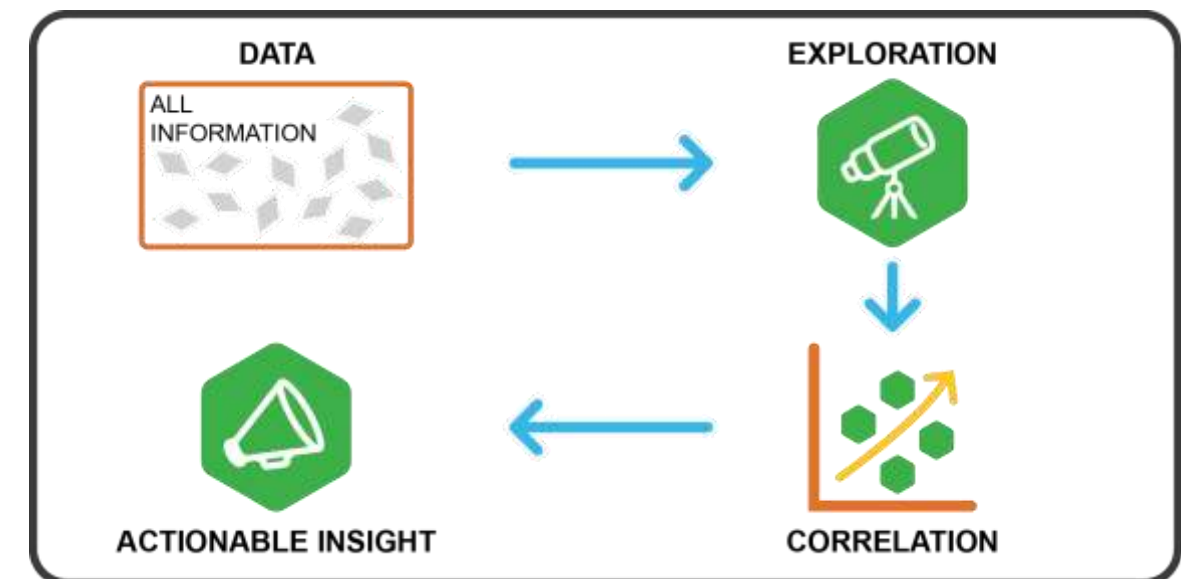 DATA
EXPLORATION
ALL
INFORMATION
ACTIONABLE INSIGHT
CORRELATION